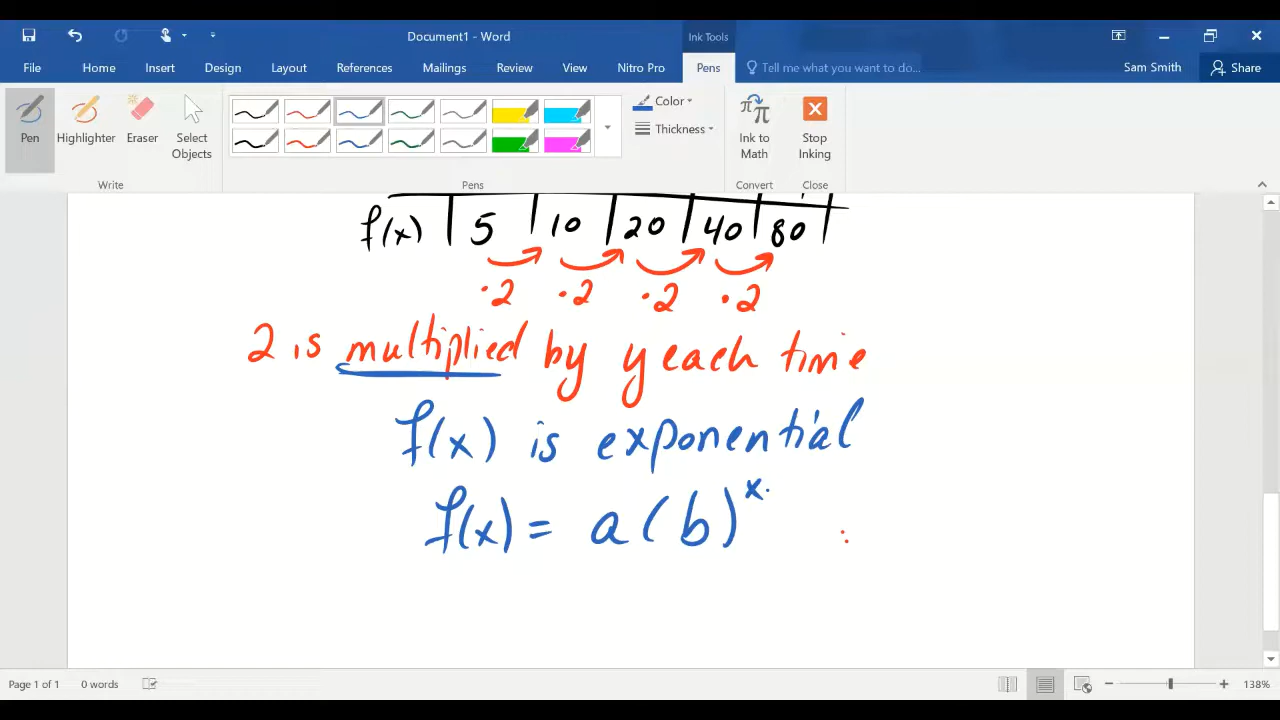 Document1 - Word
Ink Tools
File Home Insert Design Layout References Mailings Review View Nitro Pro Pens Tell me what you want to do... Sam Smith Share
Pen Highlighter Eraser Select Objects
Color
Thickness
Ink to Math
Stop Inking
Write Pens Convert Close
f(x) 5 10 20 40 80
·2 ·2 ·2 ·2
2 is multiplied by y each time
f(x) is exponential
f(x) = a(b)^x
Page 1 of 1 0 words 138%